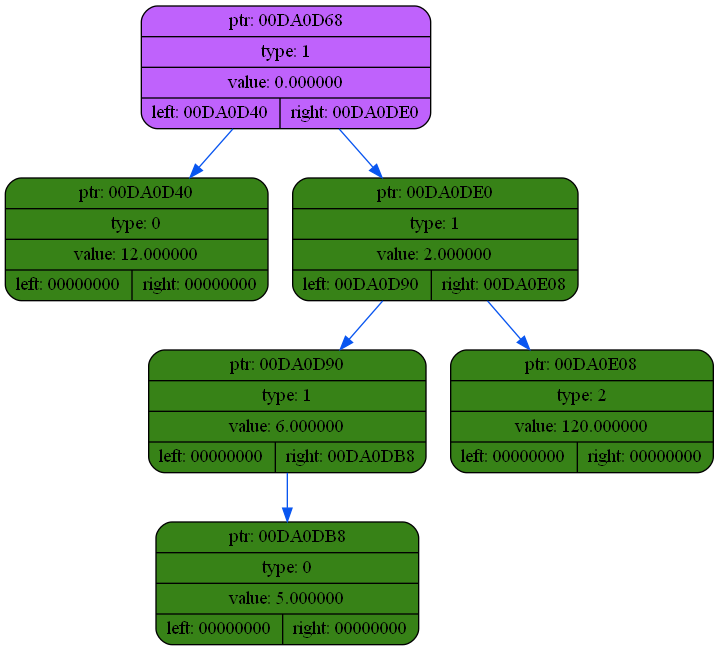 ptr: 00DA0D68
type: 1
value: 0.000000
left: 00DA0D40 right: 00DA0DE0
ptr: 00DA0D40
type: 0
value: 12.000000
left: 00000000 right: 00000000
ptr: 00DA0DE0
type: 1
value: 2.000000
left: 00DA0D90 right: 00DA0E08
ptr: 00DA0D90
type: 1
value: 6.000000
left: 00000000 right: 00DA0DB8
ptr: 00DA0E08
type: 2
value: 120.000000
left: 00000000 right: 00000000
ptr: 00DA0DB8
type: 0
value: 5.000000
left: 00000000 right: 00000000